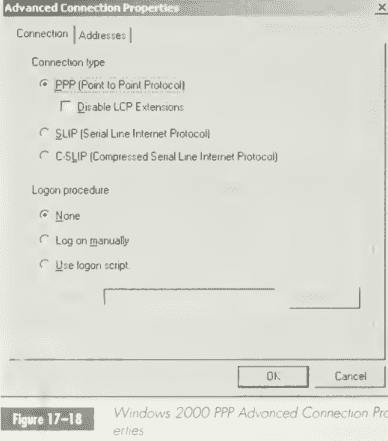 Advanced Connection Properties
Connection Addresses
Connection type
PPP (Point to Point Protocol)
Disable LCP Extensions
SLIP (Serial Line Internet Protocol)
C-SLIP (Compressed Serial Line Internet Protocol)
Logon procedure
None
Log on manually
Use logon script
OK Cancel
Figure 17–18 Windows 2000 PPP Advanced Connection Pro
erties